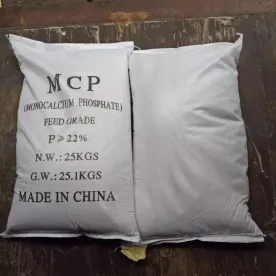 MCP
(MONOCALCIUM PHOSPHATE)
FEED GRADE
P≥22%
N.W.:25KGS
G.W.:25.1KGS
MADE IN CHINA